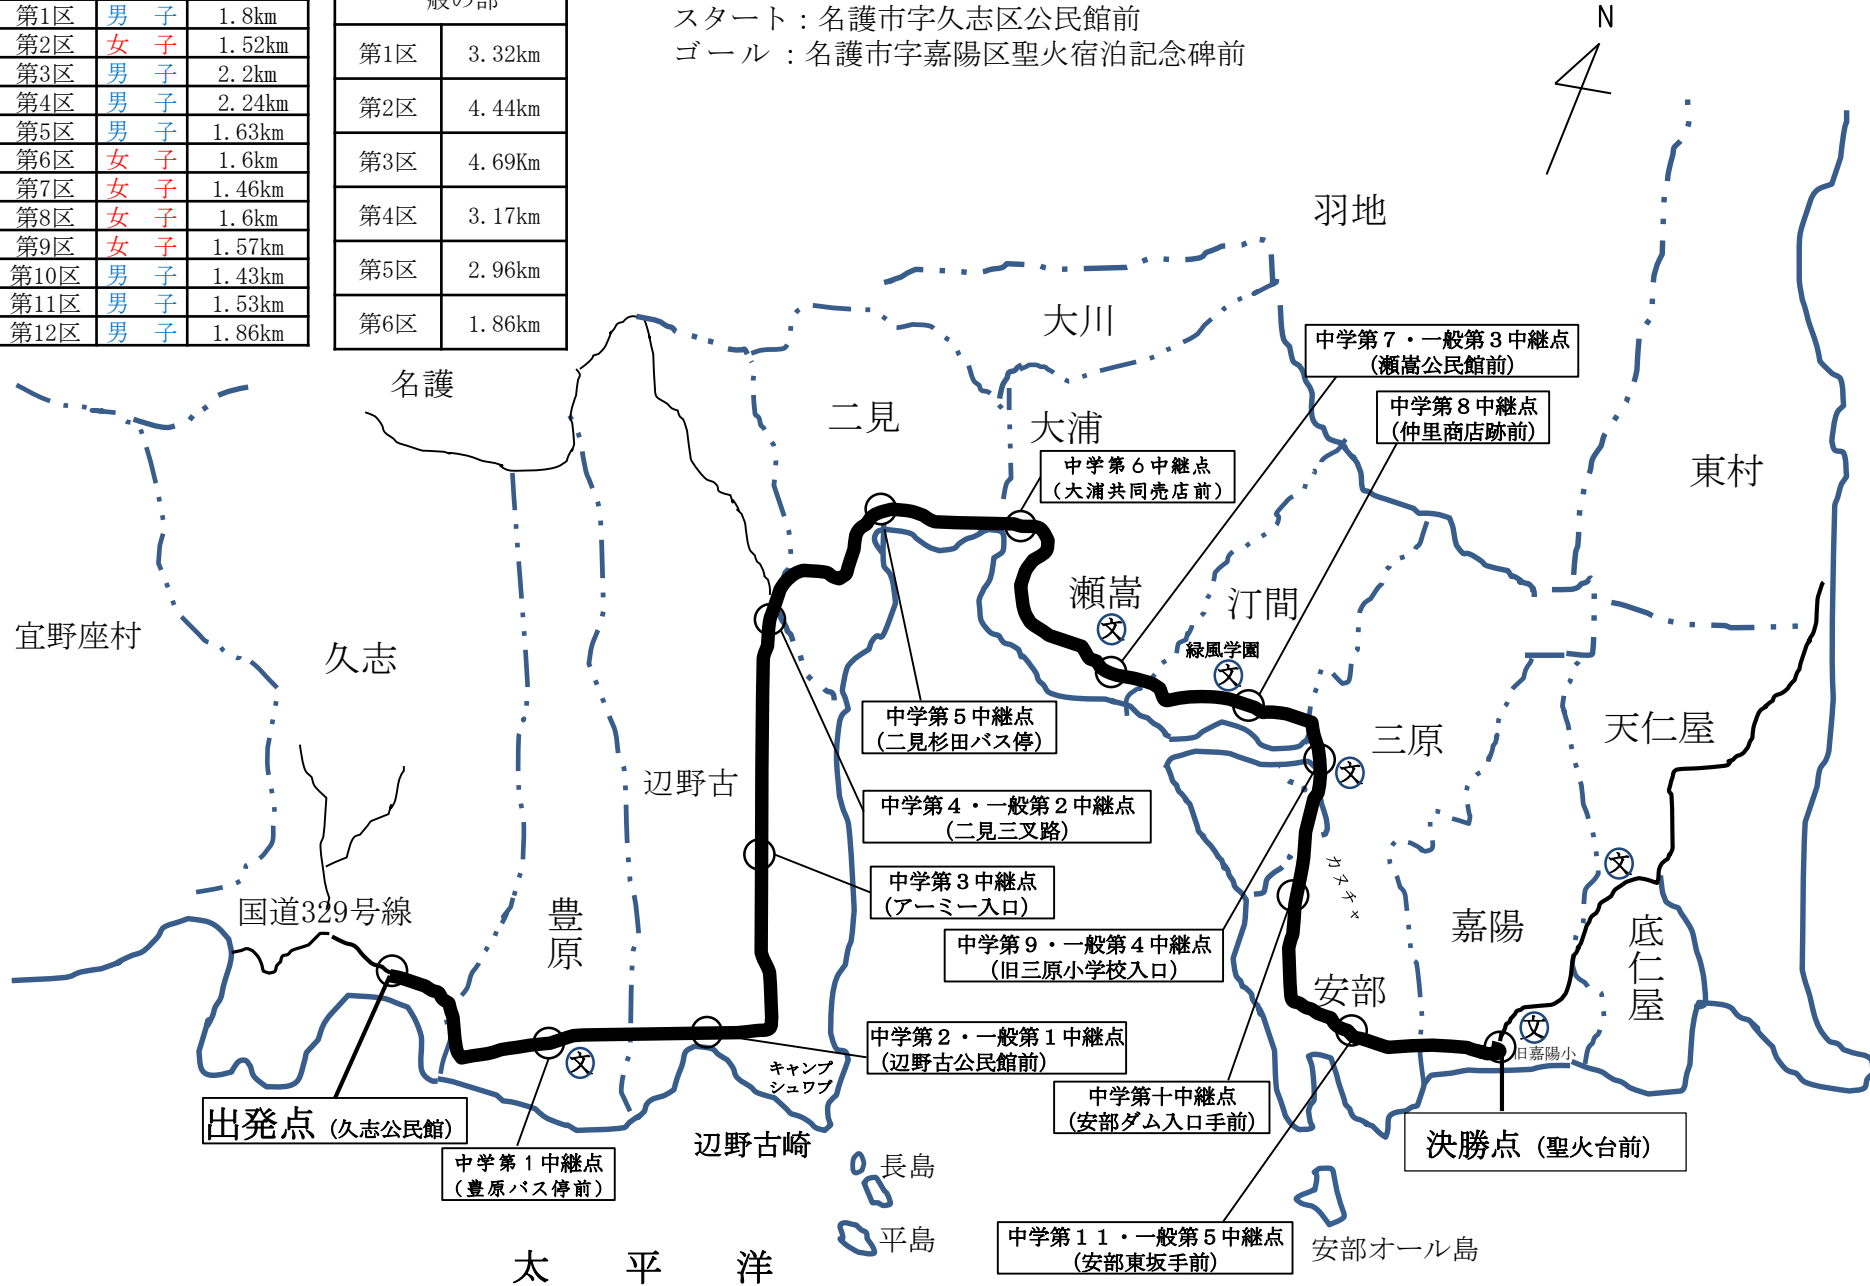 第1区 男 子 1.8km
第2区 女 子 1.52km
第3区 男 子 2.2km
第4区 男 子 2.24km
第5区 男 子 1.63km
第6区 女 子 1.6km
第7区 女 子 1.46km
第8区 女 子 1.6km
第9区 女 子 1.57km
第10区 男 子 1.43km
第11区 男 子 1.53km
第12区 男 子 1.86km
般の部
第1区 3.32km
第2区 4.44km
第3区 4.69Km
第4区 3.17km
第5区 2.96km
第6区 1.86km
スタート：名護市字久志区公民館前
ゴール ：名護市字嘉陽区聖火宿泊記念碑前
N
羽地
大川
名護
二見
大浦
東村
中学第７・一般第３中継点
(瀬嵩公民館前)
中学第８中継点
(仲里商店跡前)
中学第６中継点
(大浦共同売店前)
瀬嵩
文
汀間
緑風学園
文
宜野座村
久志
辺野古
中学第５中継点
(二見杉田バス停)
三原
文
天仁屋
中学第４・一般第２中継点
(二見三叉路)
中学第３中継点
(アーミー入口)
カヌチャ
文
国道329号線
豊原
中学第９・一般第４中継点
(旧三原小学校入口)
嘉陽
底仁屋
安部
文
旧嘉陽小
中学第２・一般第１中継点
(辺野古公民館前)
文
キャンプ
シュワブ
出発点 (久志公民館)
中学第１中継点
(豊原バス停前)
中学第十中継点
(安部ダム入口手前)
決勝点 (聖火台前)
辺野古崎
長島
平島
中学第１１・一般第５中継点
(安部東坂手前)
安部オール島
太 平 洋